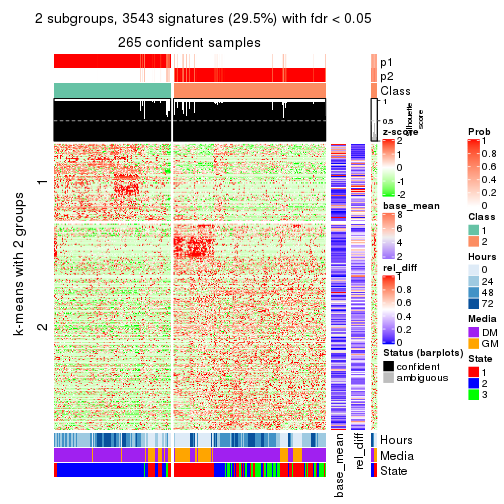 2 subgroups, 3543 signatures (29.5%) with fdr < 0.05
265 confident samples
p1
p2
Class
1
0.5
0
silhouette
score
k-means with 2 groups
1
2
z-score
2
1
0
-1
-2
base_mean
8
6
4
2
rel_diff
1
0.8
0.6
0.4
0.2
0
Status (barplots)
confident
ambiguous
Prob
1
0.8
0.6
0.4
0.2
0
Class
1
2
Hours
0
24
48
72
Media
DM
GM
State
1
2
3
Hours
Media
State
base_mean
rel_diff